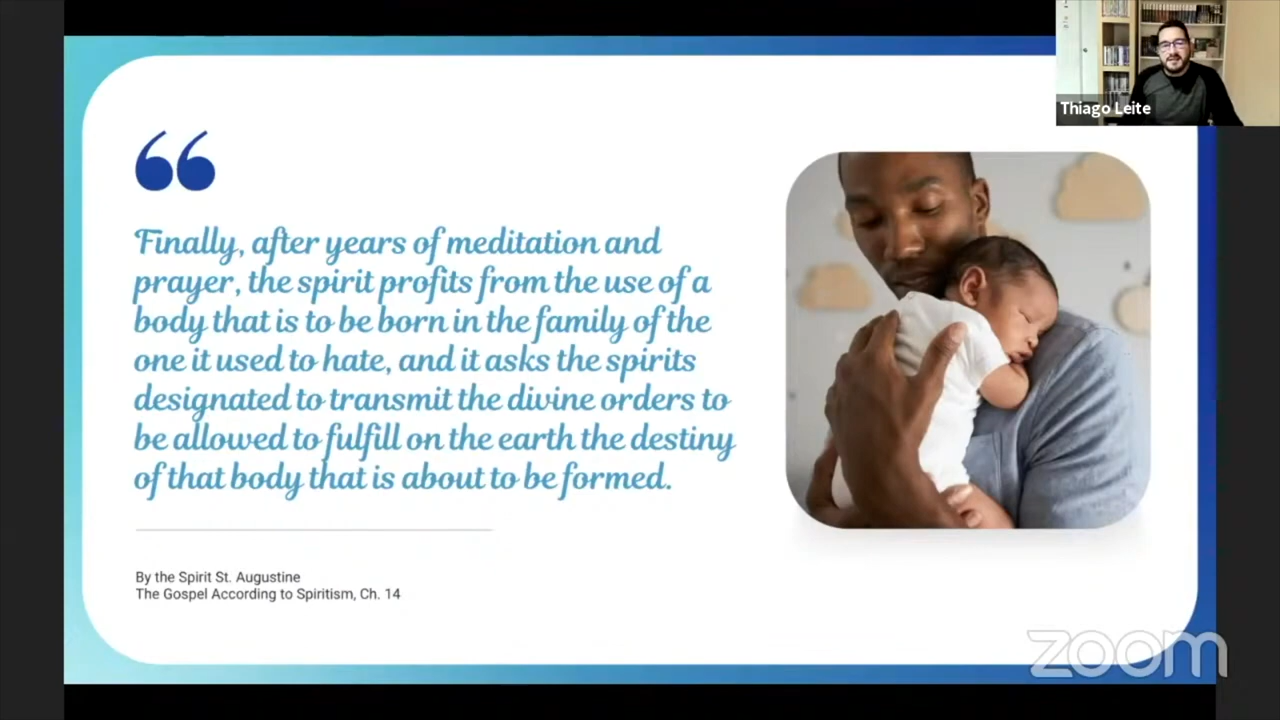 Thiago Leite
“
Finally, after years of meditation and
prayer, the spirit profits from the use of a
body that is to be born in the family of the
one it used to hate, and it asks the spirits
designated to transmit the divine orders to
be allowed to fulfill on the earth the destiny
of that body that is about to be formed.
By the Spirit St. Augustine
The Gospel According to Spiritism, Ch. 14
zoom